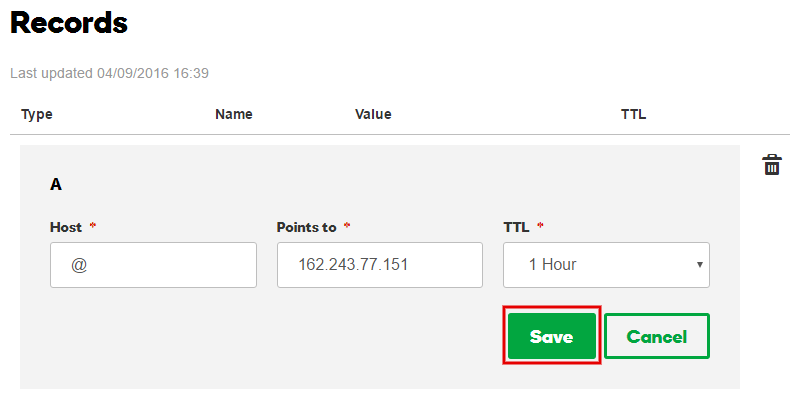 Records
Last updated 04/09/2016 16:39
Type Name Value TTL
A
Host * Points to * TTL *
@ 162.243.77.151 1 Hour
Save Cancel